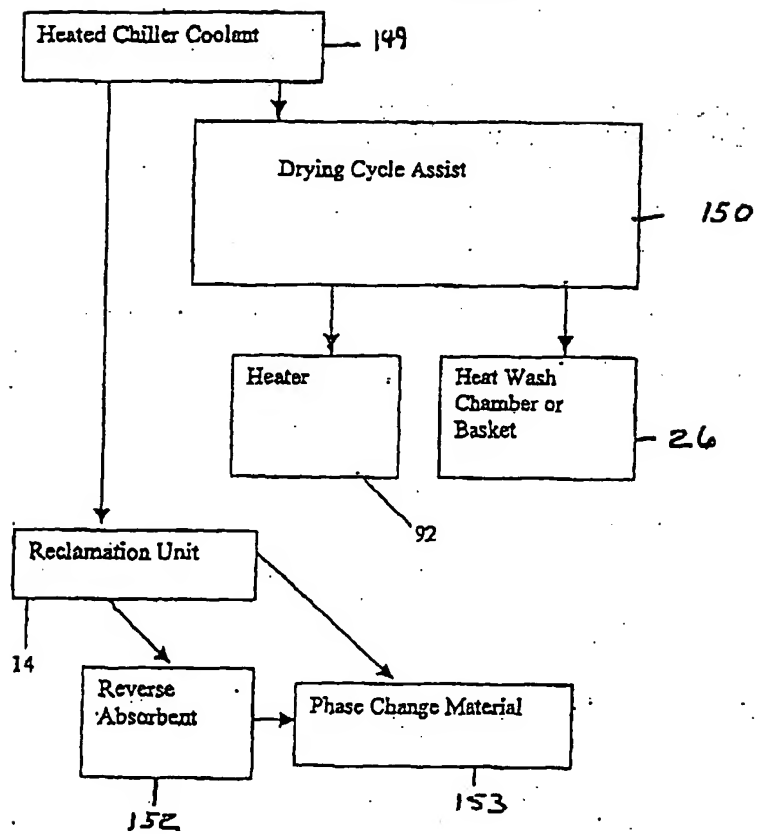 Heated Chiller Coolant
149
Drying Cycle Assist
150
Heater
Heat Wash
Chamber or
Basket
26
92
Reclamation Unit
14
Reverse
Absorbent
Phase Change Material
152
153